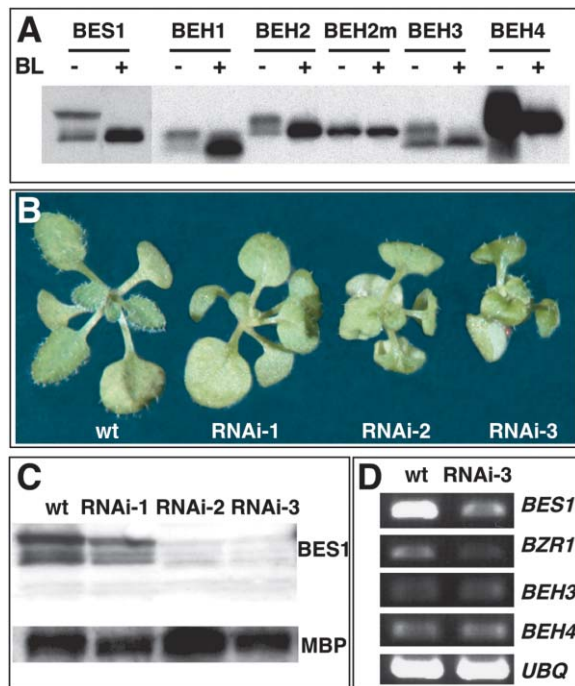 A
BES1 BEH1 BEH2 BEH2m BEH3 BEH4
BL - + - + - + - + - + - +
B
wt RNAi-1 RNAi-2 RNAi-3
C
wt RNAi-1 RNAi-2 RNAi-3
BES1
MBP
D
wt RNAi-3
BES1
BZR1
BEH3
BEH4
UBQ